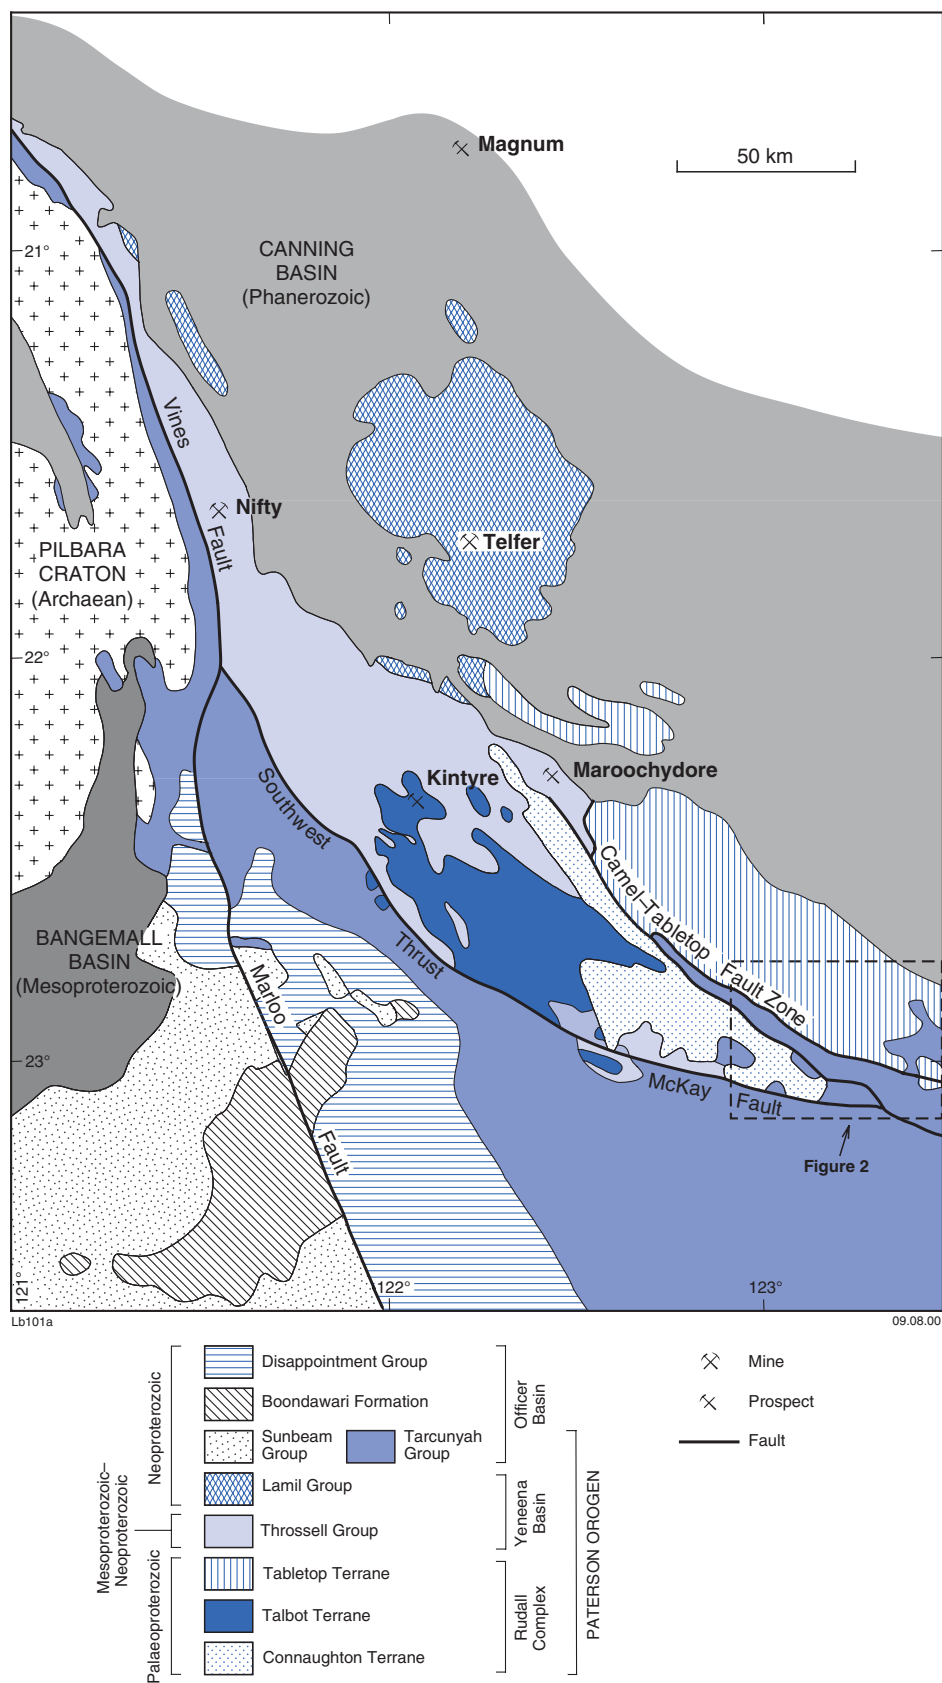 Magnum
50 km
CANNING
BASIN
(Phanerozoic)
21°
Vines
Fault
Nifty
Telfer
PILBARA
CRATON
(Archaean)
22°
Southwest
Thrust
Kintyre
Maroochydore
Camel-Tabletop Fault Zone
BANGEMALL
BASIN
(Mesoproterozoic)
Marloo
Fault
23°
McKay Fault
Figure 2
121°
122°
123°
Lb101a
09.08.00
Neoproterozoic
Mesoproterozoic–
Neoproterozoic
Palaeoproterozoic
Disappointment Group
Boondawari Formation
Sunbeam
Group
Tarcunyah
Group
Lamil Group
Throssell Group
Tabletop Terrane
Talbot Terrane
Connaughton Terrane
Officer
Basin
Yeneena
Basin
Rudall
Complex
PATERSON OROGEN
Mine
Prospect
Fault